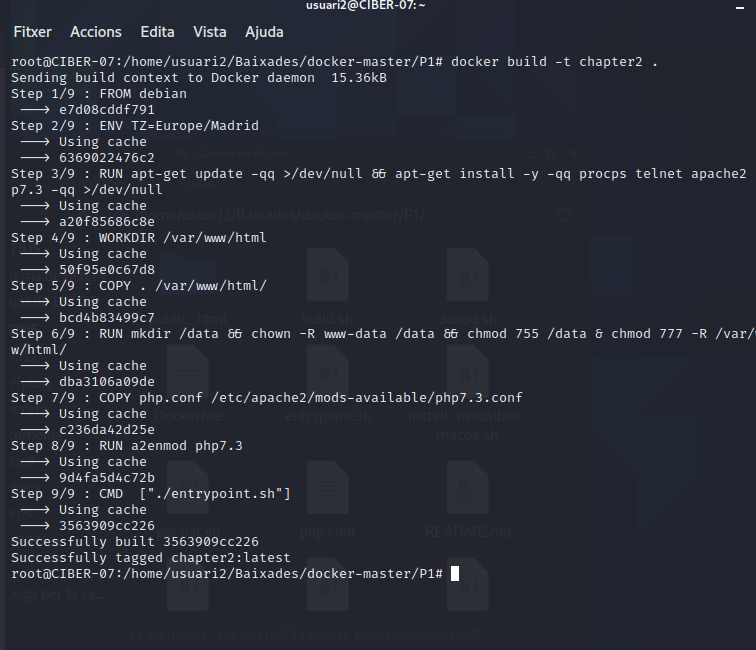 usuari2@CIBER-07: ~
Fitxer Accions Edita Vista Ajuda
root@CIBER-07:/home/usuari2/Baixades/docker-master/P1# docker build -t chapter2 .
Sending build context to Docker daemon  15.36kB
Step 1/9 : FROM debian
 ---> e7d08cddf791
Step 2/9 : ENV TZ=Europe/Madrid
 ---> Using cache
 ---> 6369022476c2
Step 3/9 : RUN apt-get update -qq >/dev/null && apt-get install -y -qq procps telnet apache2
p7.3 -qq >/dev/null
 ---> Using cache
 ---> a20f85686c8e
Step 4/9 : WORKDIR /var/www/html
 ---> Using cache
 ---> 50f95e0c67d8
Step 5/9 : COPY . /var/www/html/
 ---> Using cache
 ---> bcd4b83499c7
Step 6/9 : RUN mkdir /data && chown -R www-data /data && chmod 755 /data & chmod 777 -R /var/
w/html/
 ---> Using cache
 ---> dba3106a09de
Step 7/9 : COPY php.conf /etc/apache2/mods-available/php7.3.conf
 ---> Using cache
 ---> c236da42d25e
Step 8/9 : RUN a2enmod php7.3
 ---> Using cache
 ---> 9d4fa5d4c72b
Step 9/9 : CMD  ["./entrypoint.sh"]
 ---> Using cache
 ---> 3563909cc226
Successfully built 3563909cc226
Successfully tagged chapter2:latest
root@CIBER-07:/home/usuari2/Baixades/docker-master/P1#